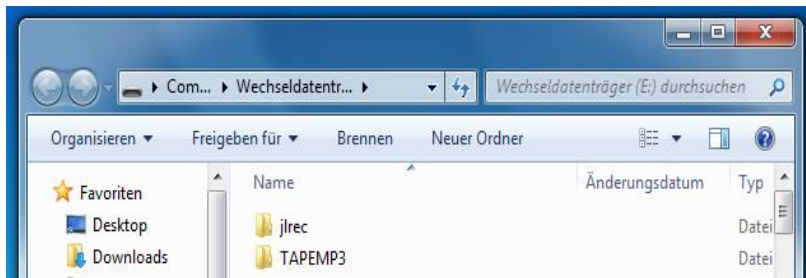 Com... Wechseldatentr... Wechseldatenträger (E:) durchsuchen
Organisieren Freigeben für Brennen Neuer Ordner
Favoriten Name Änderungsdatum Typ
Desktop jlrec Datei
Downloads TAPEMP3 Datei